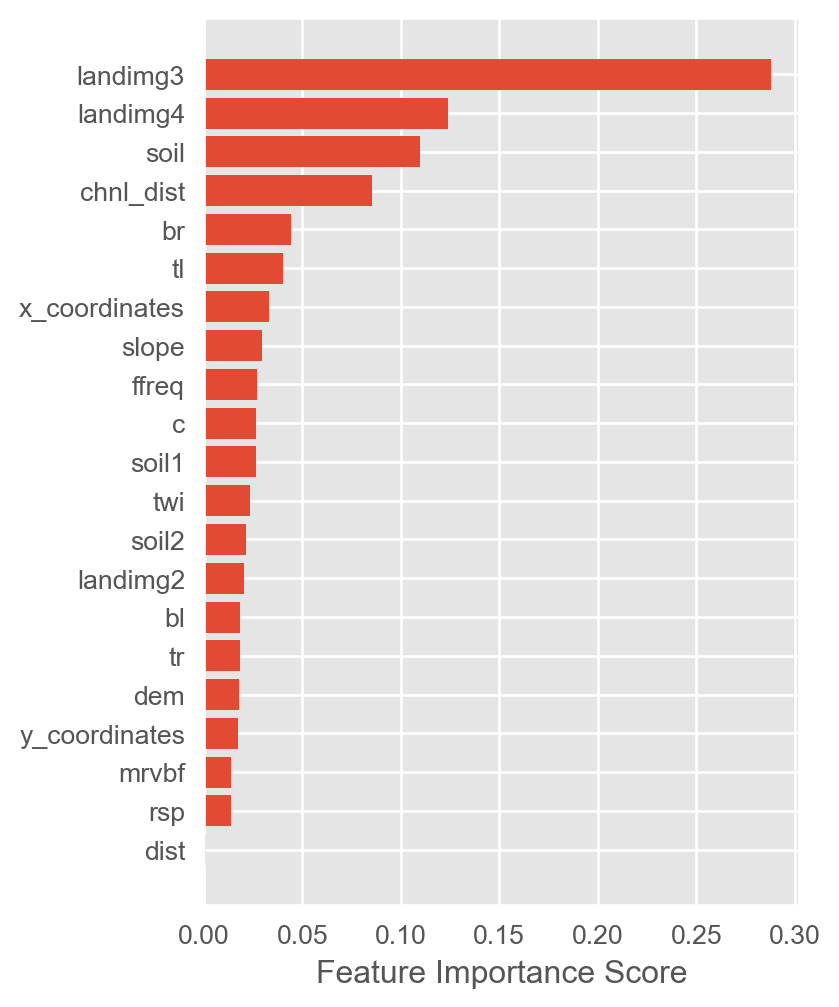 landimg3
landimg4
soil
chnl_dist
br
tl
x_coordinates
slope
ffreq
c
soil1
twi
soil2
landimg2
bl
tr
dem
y_coordinates
mrvbf
rsp
dist
0.00 0.05 0.10 0.15 0.20 0.25 0.30
Feature Importance Score